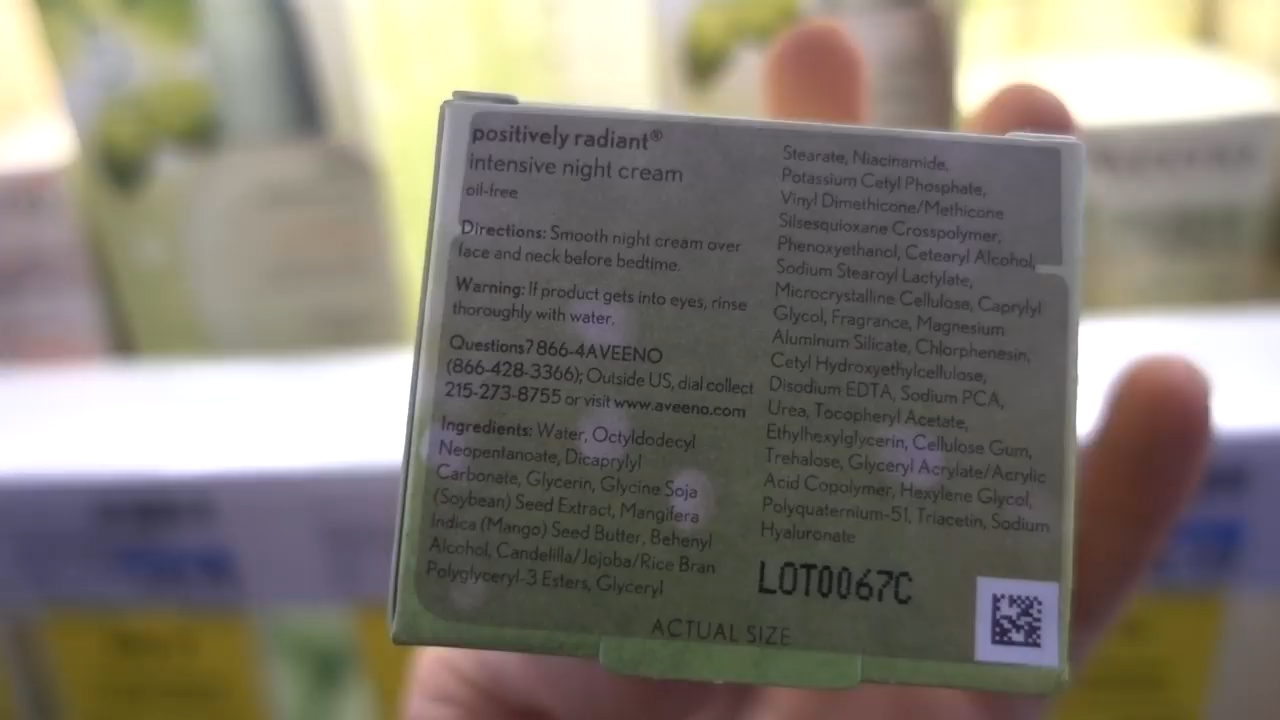 positively radiant®
intensive night cream
oil-free
Directions: Smooth night cream over
face and neck before bedtime.
Warning: If product gets into eyes, rinse
thoroughly with water.
Questions? 866-4AVEENO
(866-428-3366); Outside US, dial collect
215-273-8755 or visit www.aveeno.com
Ingredients: Water, Octyldodecyl
Neopentanoate, Dicaprylyl
Carbonate, Glycerin, Glycine Soja
(Soybean) Seed Extract, Mangifera
Indica (Mango) Seed Butter, Behenyl
Alcohol, Candelilla/Jojoba/Rice Bran
Polyglyceryl-3 Esters, Glyceryl
Stearate, Niacinamide,
Potassium Cetyl Phosphate,
Vinyl Dimethicone/Methicone
Silsesquioxane Crosspolymer,
Phenoxyethanol, Cetearyl Alcohol,
Sodium Stearoyl Lactylate,
Microcrystalline Cellulose, Caprylyl
Glycol, Fragrance, Magnesium
Aluminum Silicate, Chlorphenesin,
Cetyl Hydroxyethylcellulose,
Disodium EDTA, Sodium PCA,
Urea, Tocopheryl Acetate,
Ethylhexylglycerin, Cellulose Gum,
Trehalose, Glyceryl Acrylate/Acrylic
Acid Copolymer, Hexylene Glycol,
Polyquaternium-51, Triacetin, Sodium
Hyaluronate
LOT0067C
ACTUAL SIZE